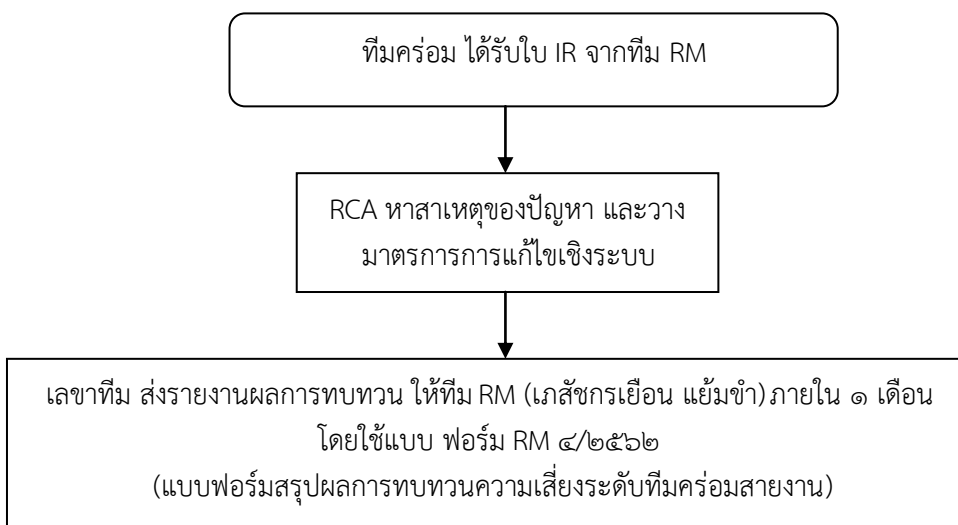 ทีมคร่อม ได้รับใบ IR จากทีม RM
RCA หาสาเหตุของปัญหา และวาง
มาตรการการแก้ไขเชิงระบบ
เลขาทีม ส่งรายงานผลการทบทวน ให้ทีม RM (เภสัชกรเยือน แย้มขำ) ภายใน ๑ เดือน
โดยใช้แบบ ฟอร์ม RM ๔/๒๕๖๒
(แบบฟอร์มสรุปผลการทบทวนความเสี่ยงระดับทีมคร่อมสายงาน)